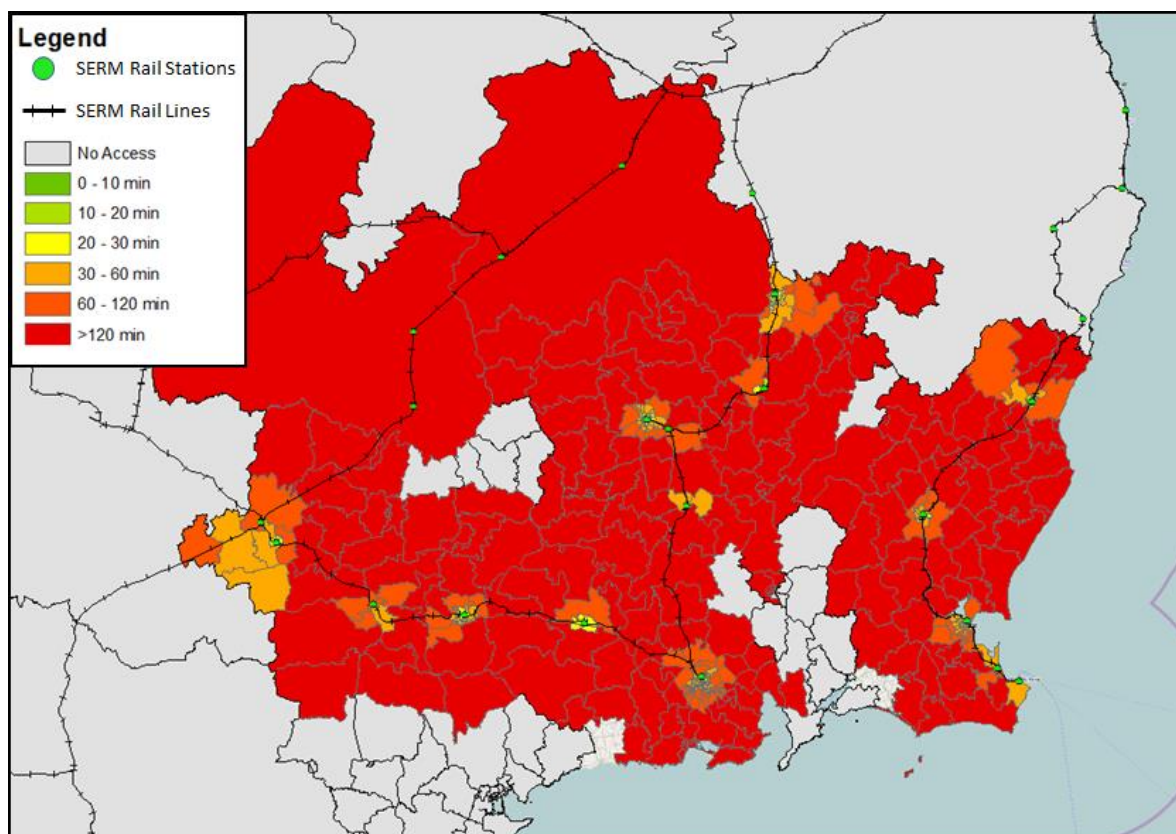 Legend
SERM Rail Stations
SERM Rail Lines
No Access
0 - 10 min
10 - 20 min
20 - 30 min
30 - 60 min
60 - 120 min
>120 min